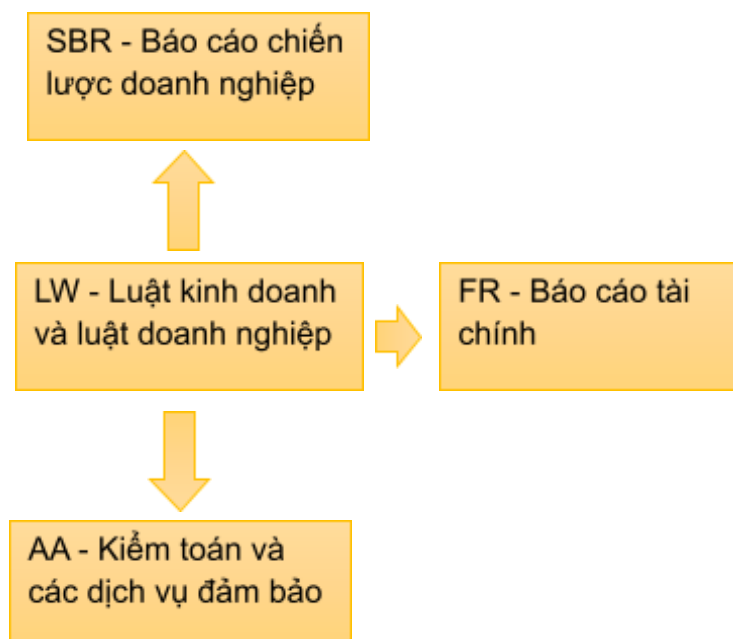 SBR - Báo cáo chiến
lược doanh nghiệp
LW - Luật kinh doanh
và luật doanh nghiệp
FR - Báo cáo tài
chính
AA - Kiểm toán và
các dịch vụ đảm bảo